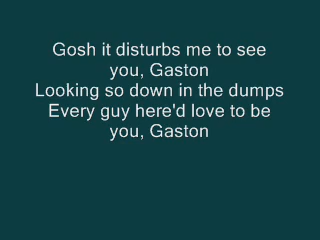 Gosh it disturbs me to see
you, Gaston
Looking so down in the dumps
Every guy here'd love to be
you, Gaston